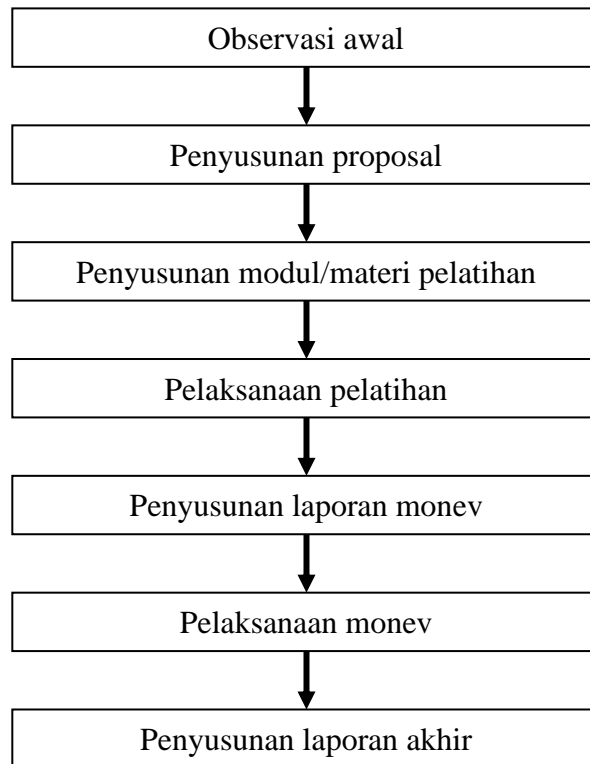 Observasi awal
Penyusunan proposal
Penyusunan modul/materi pelatihan
Pelaksanaan pelatihan
Penyusunan laporan monev
Pelaksanaan monev
Penyusunan laporan akhir